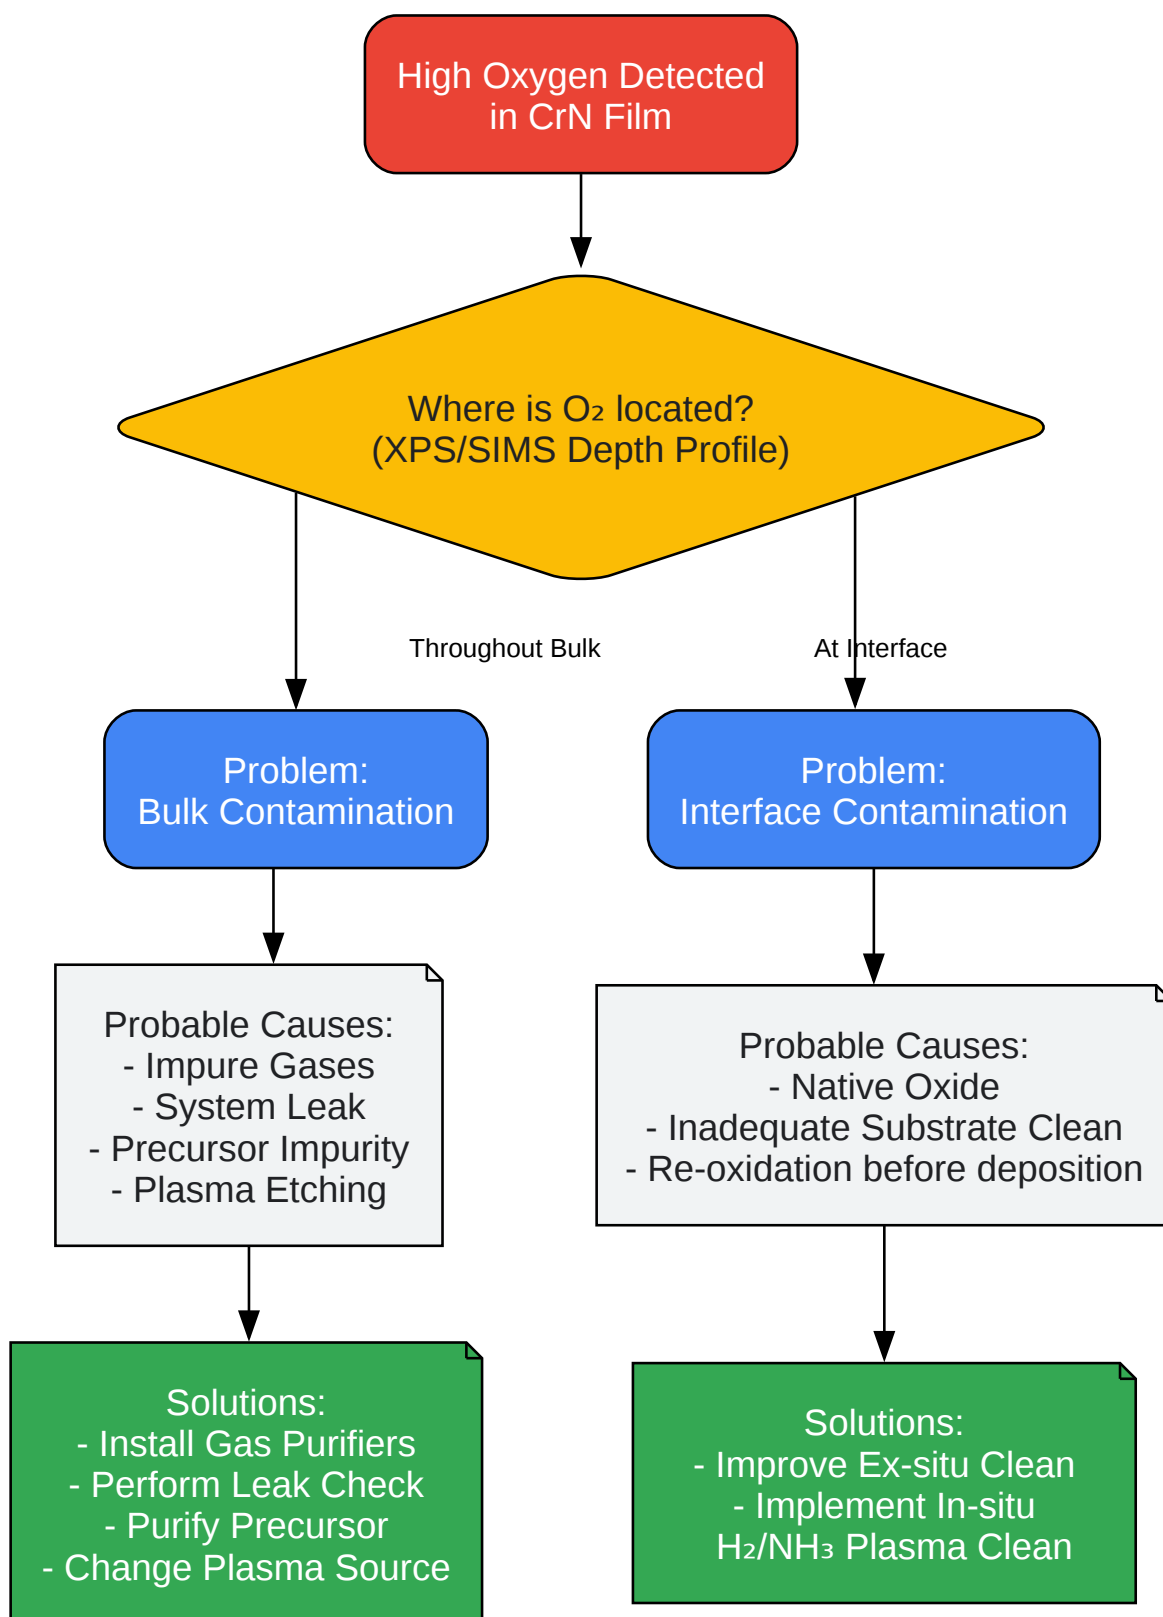 High Oxygen Detected
in CrN Film
Where is O₂ located?
(XPS/SIMS Depth Profile)
Throughout Bulk
At Interface
Problem:
Bulk Contamination
Problem:
Interface Contamination
Probable Causes:
- Impure Gases
- System Leak
- Precursor Impurity
- Plasma Etching
Probable Causes:
- Native Oxide
- Inadequate Substrate Clean
- Re-oxidation before deposition
Solutions:
- Install Gas Purifiers
- Perform Leak Check
- Purify Precursor
- Change Plasma Source
Solutions:
- Improve Ex-situ Clean
- Implement In-situ
H₂/NH₃ Plasma Clean